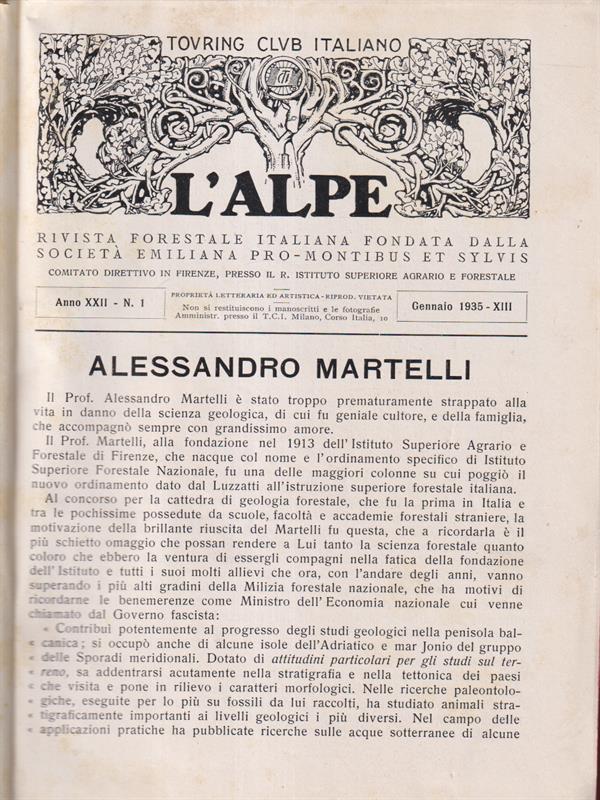 TOVRING CLVB ITALIANO
L'ALPE
RIVISTA FORESTALE ITALIANA FONDATA DALLA
SOCIETÀ EMILIANA PRO-MONTIBUS ET SYLVIS
COMITATO DIRETTIVO IN FIRENZE, PRESSO IL R. ISTITUTO SUPERIORE AGRARIO E FORESTALE
Anno XXII - N. 1
PROPRIETÀ LETTERARIA ED ARTISTICA - RIPROD. VIETATA
Non si restituiscono i manoscritti e le fotografie
Amministr. presso il T.C.I. Milano, Corso Italia, 10
Gennaio 1935 - XIII
ALESSANDRO MARTELLI
Il Prof. Alessandro Martelli è stato troppo prematuramente strappato alla
vita in danno della scienza geologica, di cui fu geniale cultore, e della famiglia,
che accompagnò sempre con grandissimo amore.
Il Prof. Martelli, alla fondazione nel 1913 dell'Istituto Superiore Agrario e
Forestale di Firenze, che nacque col nome e l'ordinamento specifico di Istituto
Superiore Forestale Nazionale, fu una delle maggiori colonne su cui poggiò il
nuovo ordinamento dato dal Luzzatti all'istruzione superiore forestale italiana.
Al concorso per la cattedra di geologia forestale, che fu la prima in Italia e
tra le pochissime possedute da scuole, facoltà e accademie forestali straniere, la
motivazione della brillante riuscita del Martelli fu questa, che a ricordarla è il
più schietto omaggio che possan rendere a Lui tanto la scienza forestale quanto
coloro che ebbero la ventura di essergli compagni nella fatica della fondazione
dell'Istituto e tutti i suoi molti allievi che ora, con l'andare degli anni, vanno
superando i più alti gradini della Milizia forestale nazionale, che ha motivi di
ricordarne le benemerenze come Ministro dell'Economia nazionale cui venne
chiamato dal Governo fascista:
« Contribuì potentemente al progresso degli studi geologici nella penisola bal-
« canica; si occupò anche di alcune isole dell'Adriatico e mar Jonio del gruppo
« delle Sporadi meridionali. Dotato di attitudini particolari per gli studi sul ter-
« reno, sa addentrarsi acutamente nella stratigrafia e nella tettonica dei paesi
« che visita e pone in rilievo i caratteri morfologici. Nelle ricerche paleontolo-
« giche, eseguite per lo più su fossili da lui raccolti, ha studiato animali stra-
« tigraficamente importanti ai livelli geologici i più diversi. Nel campo delle
« applicazioni pratiche ha pubblicate ricerche sulle acque sotterranee di alcune